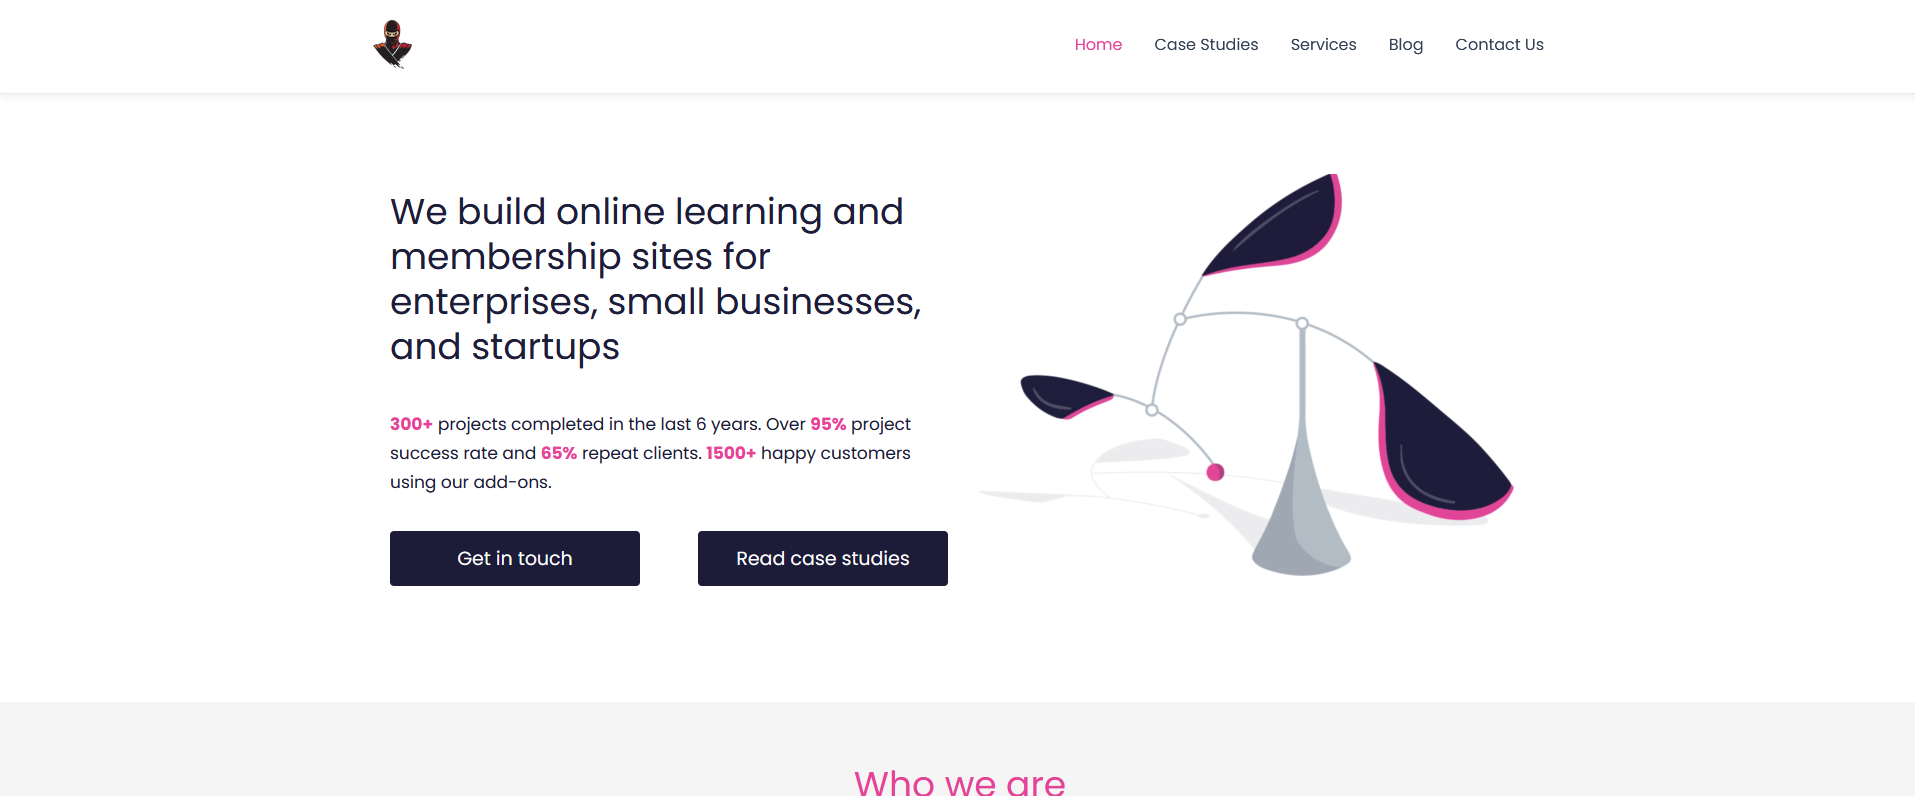 Home Case Studies Services Blog Contact Us
We build online learning and
membership sites for
enterprises, small businesses,
and startups
300+ projects completed in the last 6 years. Over 95% project
success rate and 65% repeat clients. 1500+ happy customers
using our add-ons.
Get in touch Read case studies
Who we are